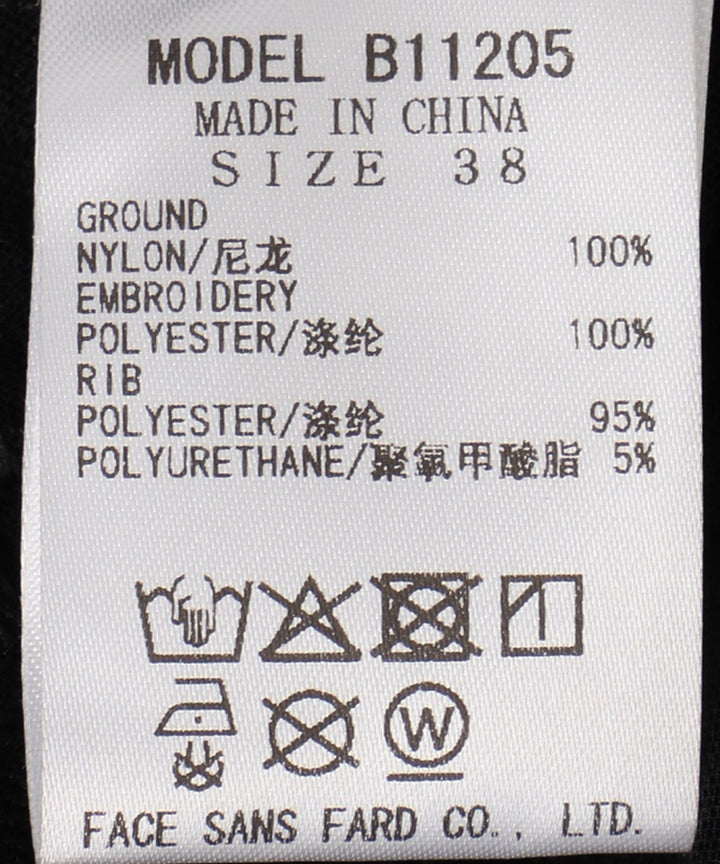 MODEL B11205
MADE IN CHINA
SIZE 38
GROUND
NYLON/尼龙 100%
EMBROIDERY
POLYESTER/涤纶 100%
RIB
POLYESTER/涤纶 95%
POLYURETHANE/聚氨甲酸脂 5%
W
FACE SANS FARD CO., LTD.